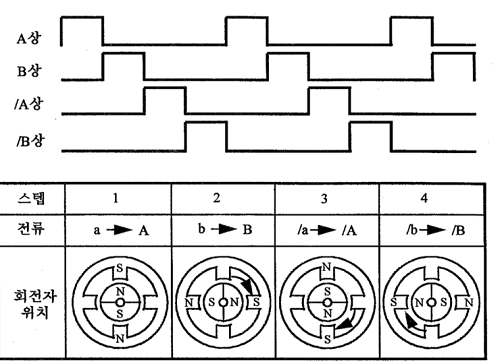 A상
B상
/A상
/B상
스텝 1 2 3 4
전류 a A b B /a /A /b /B
회전자
위치
S N S N
N S N S
N S N S
S N S N